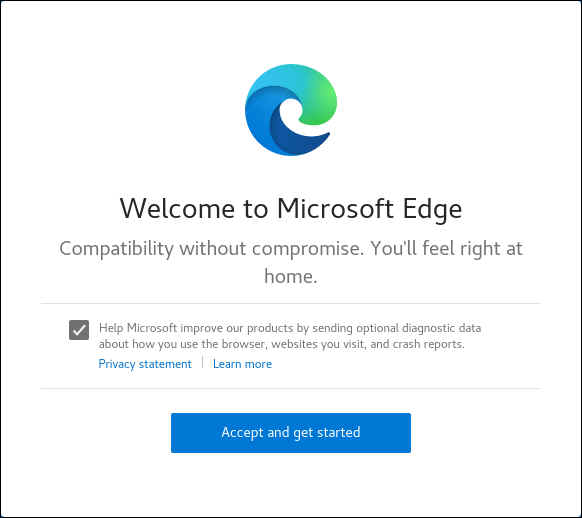 Welcome to Microsoft Edge
Compatibility without compromise. You'll feel right at
home.
Help Microsoft improve our products by sending optional diagnostic data
about how you use the browser, websites you visit, and crash reports.
Privacy statement | Learn more
Accept and get started